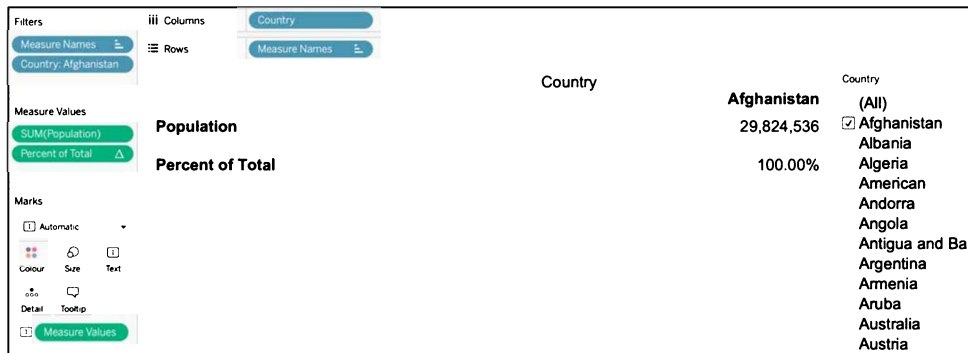 Filters
Measure Names
Country: Afghanistan
Measure Values
SUM(Population)
Percent of Total
Marks
Automatic
Colour Size Text
Detail Tooltip
Measure Values
Columns Country
Rows Measure Names
Country
Afghanistan
Population 29,824,536
Percent of Total 100.00%
Country
(All)
Afghanistan
Albania
Algeria
American
Andorra
Angola
Antigua and Ba
Argentina
Armenia
Aruba
Australia
Austria